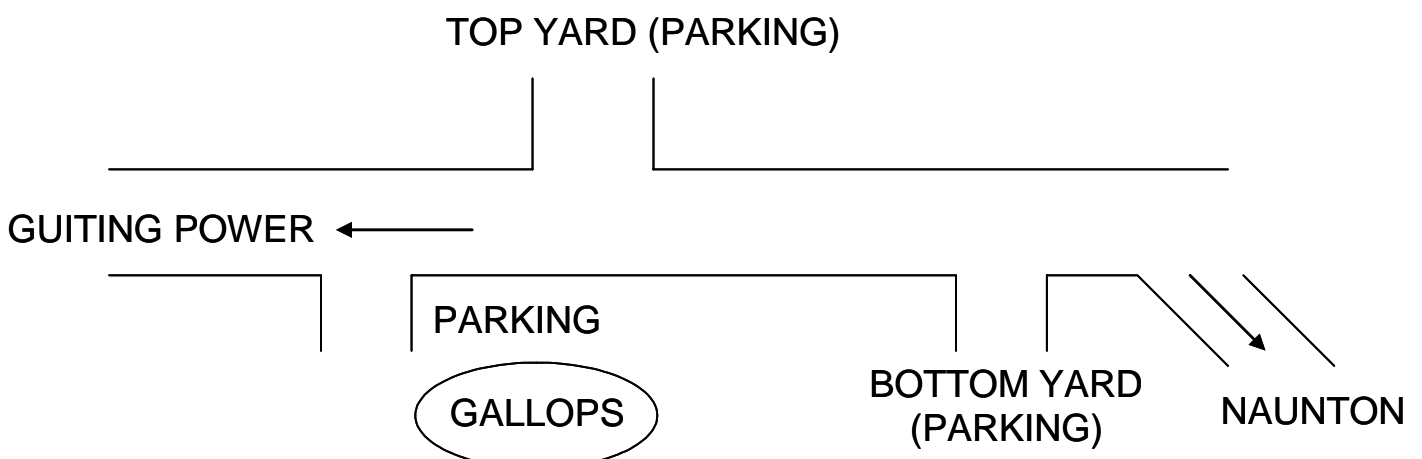 TOP YARD (PARKING)
GUITING POWER
PARKING
GALLOPS
BOTTOM YARD
(PARKING)
NAUNTON